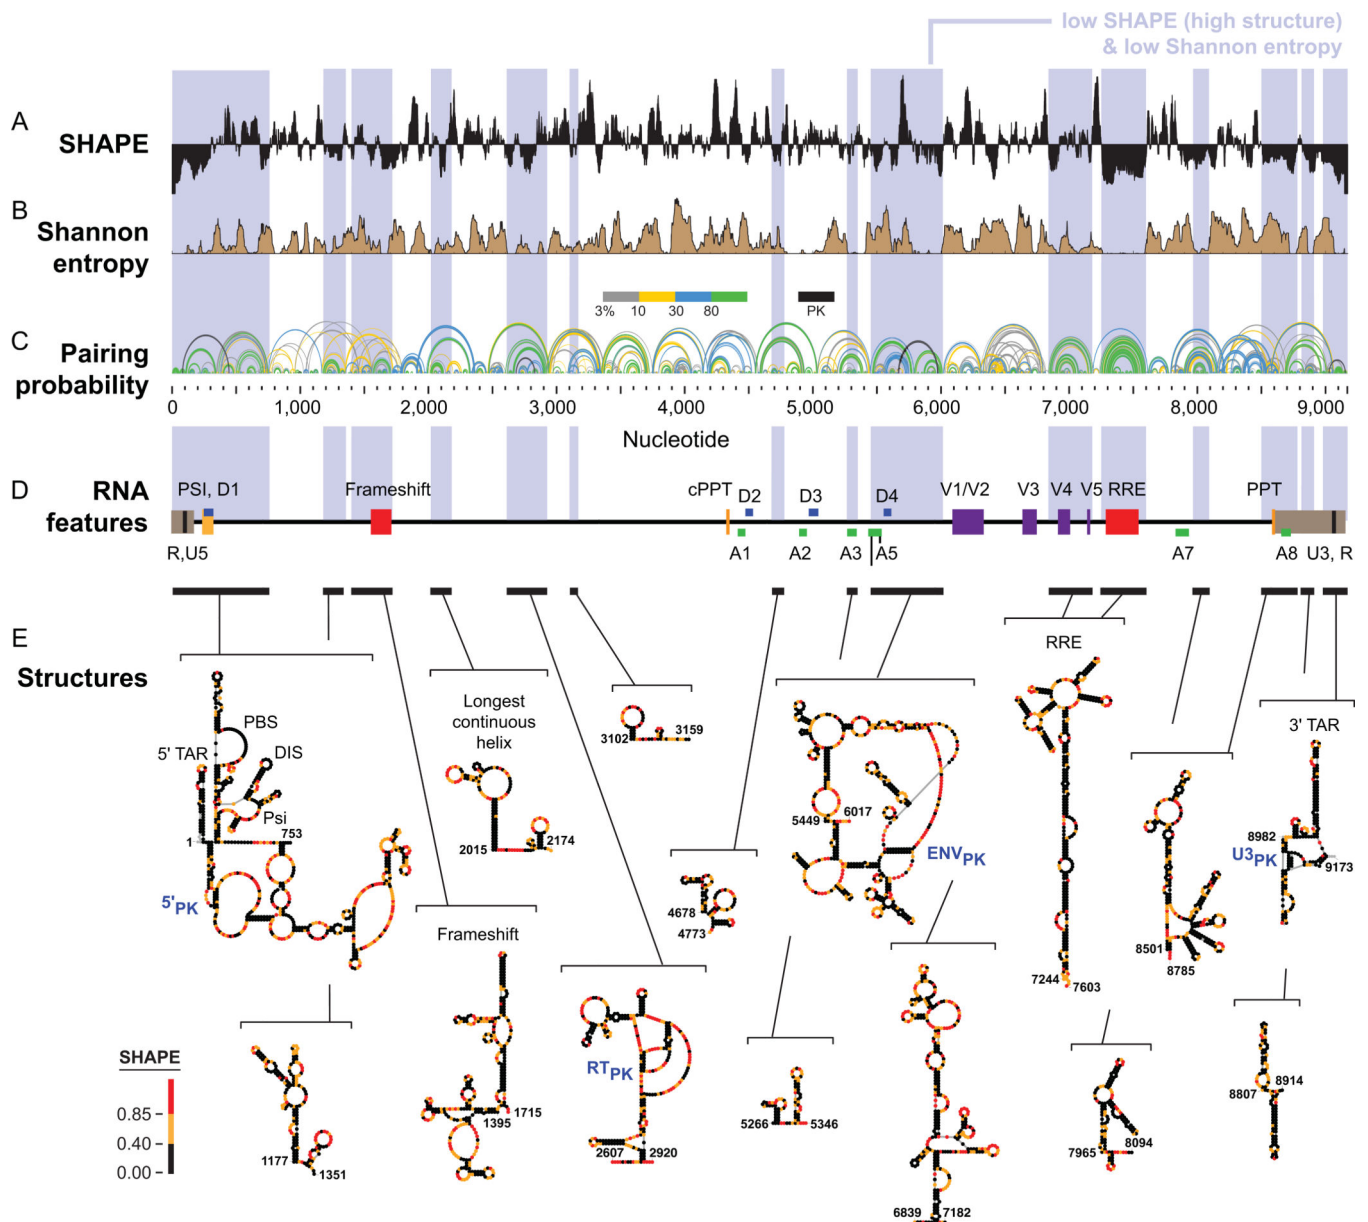 low SHAPE (high structure)
& low Shannon entropy
A
SHAPE
B
Shannon
entropy
3% 10 30 80 PK
C
Pairing
probability
0 1,000 2,000 3,000 4,000 5,000 6,000 7,000 8,000 9,000
Nucleotide
D
RNA
features
PSI, D1 Frameshift cPPT D2 D3 D4 V1/V2 V3 V4 V5 RRE PPT
R,U5 A1 A2 A3 A5 A7 A8 U3, R
E
Structures
5' TAR
PBS
DIS
Psi
1
753
5'PK
Longest
continuous
helix
2015
2174
3102
3159
5449
6017
ENVPK
RRE
7244
7603
8501
8785
3' TAR
8982
9173
U3PK
4678
4773
Frameshift
1395
1715
RTPK
2607
2920
5266
5346
6839
7182
7965
8094
8807
8914
1177
1351
SHAPE
0.85
0.40
0.00